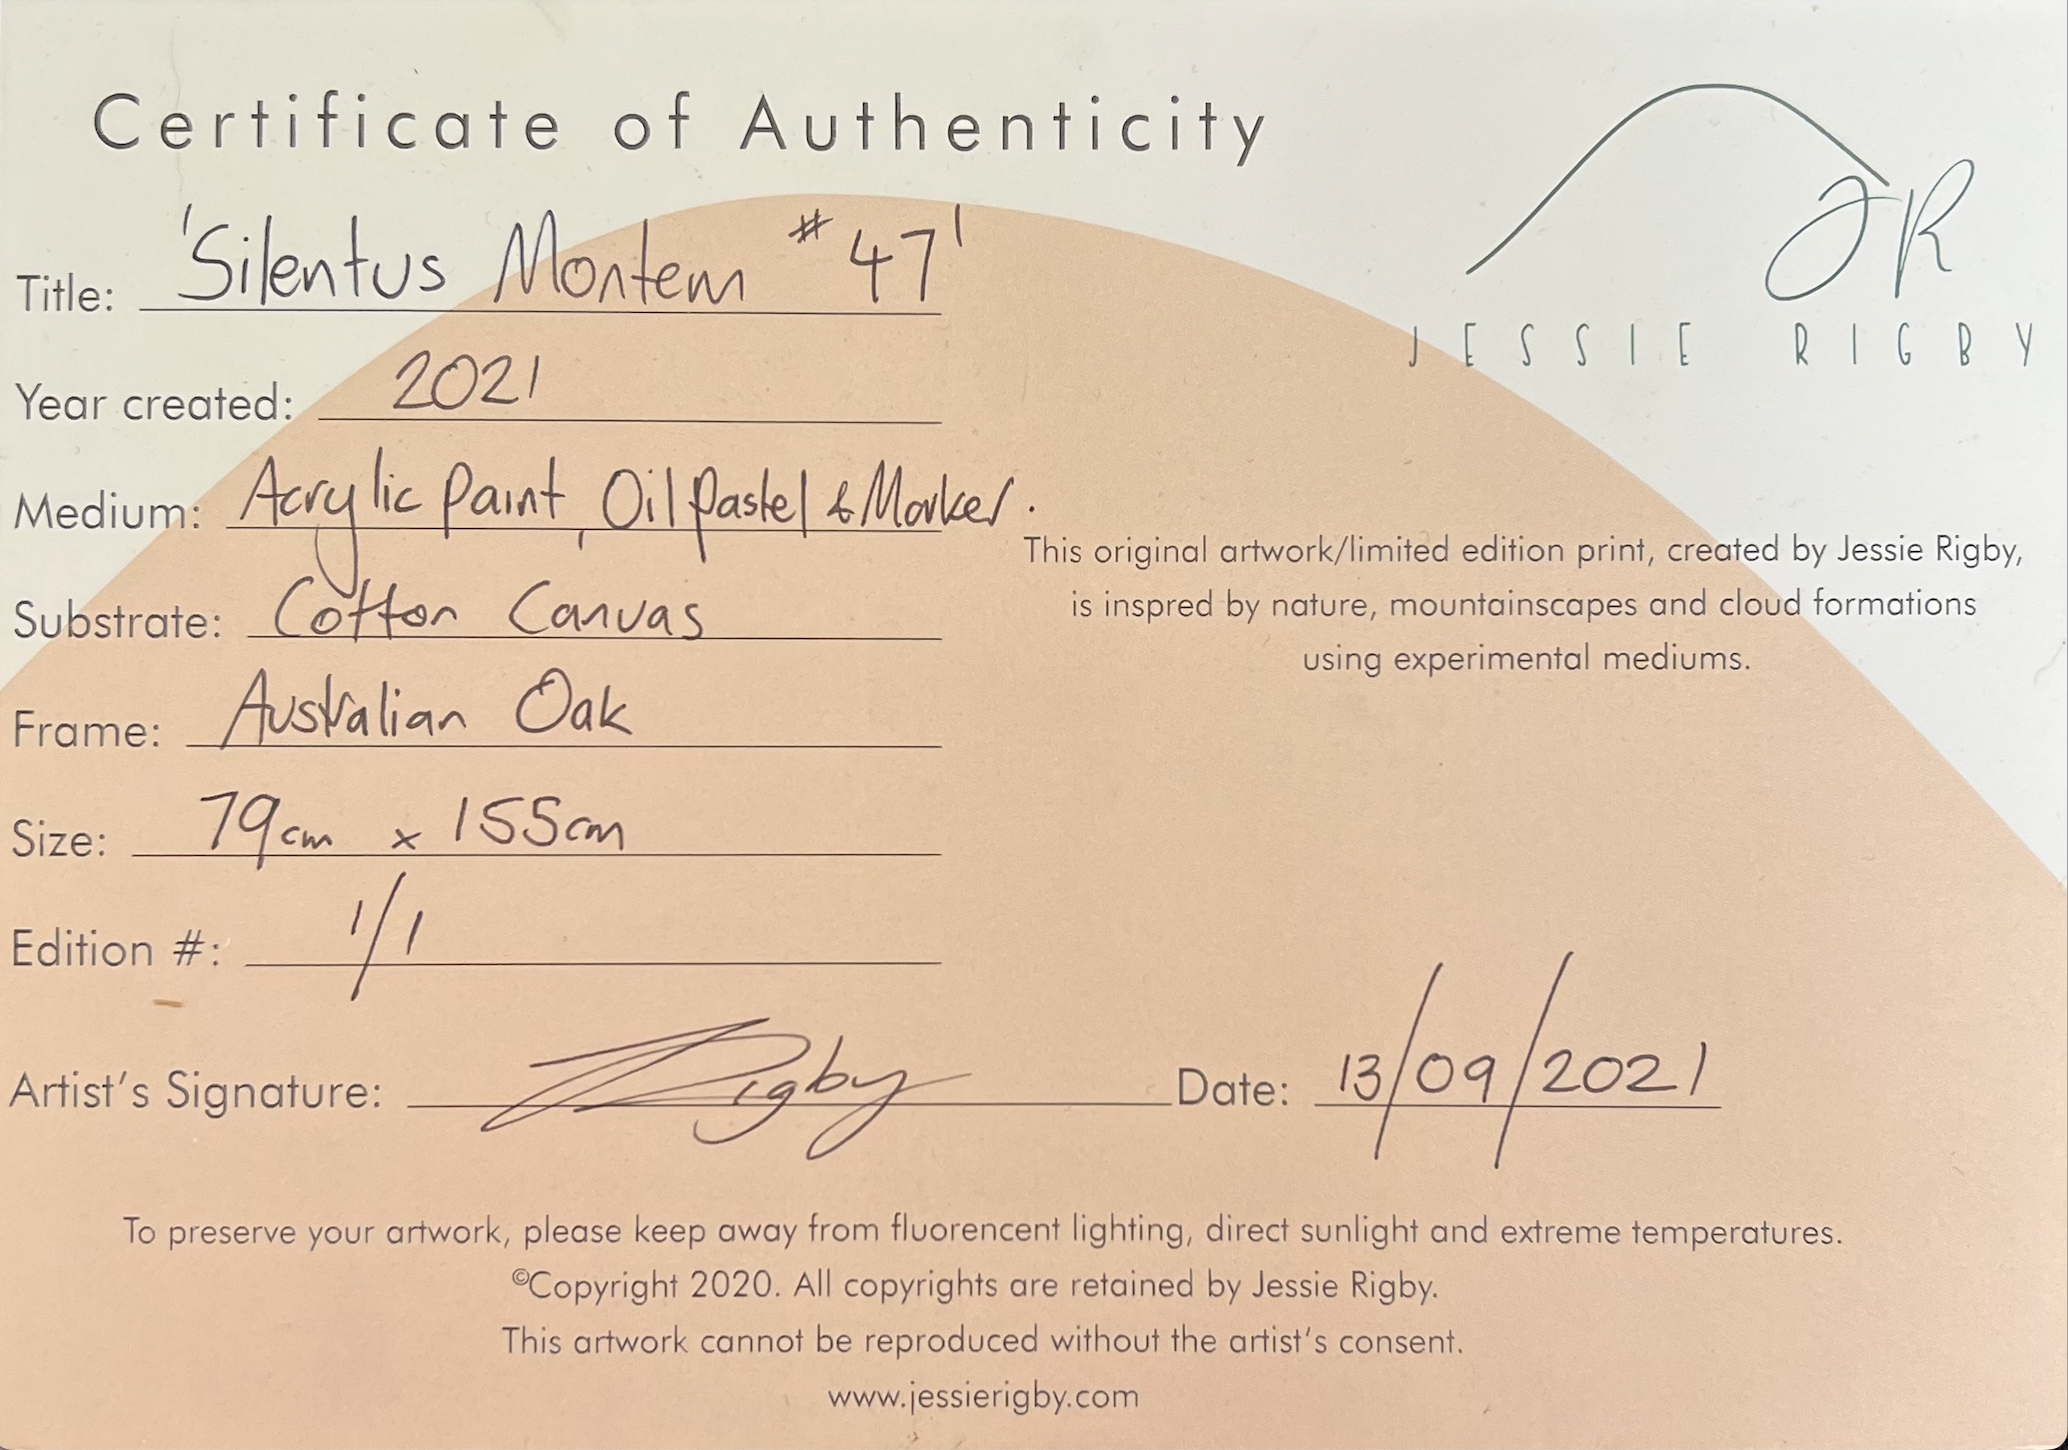 Certificate of Authenticity
JR
JESSIE RIGBY
Title: 'Silentus Montem #47'
Year created: 2021
Medium: Acrylic Paint, Oil Pastel & Marker.
Substrate: Cotton Canvas
Frame: Australian Oak
Size: 79cm x 155cm
Edition #: 1/1
This original artwork/limited edition print, created by Jessie Rigby,
is inspred by nature, mountainscapes and cloud formations
using experimental mediums.
Artist's Signature: JRigby Date: 13/09/2021
To preserve your artwork, please keep away from fluorencent lighting, direct sunlight and extreme temperatures.
©Copyright 2020. All copyrights are retained by Jessie Rigby.
This artwork cannot be reproduced without the artist's consent.
www.jessierigby.com